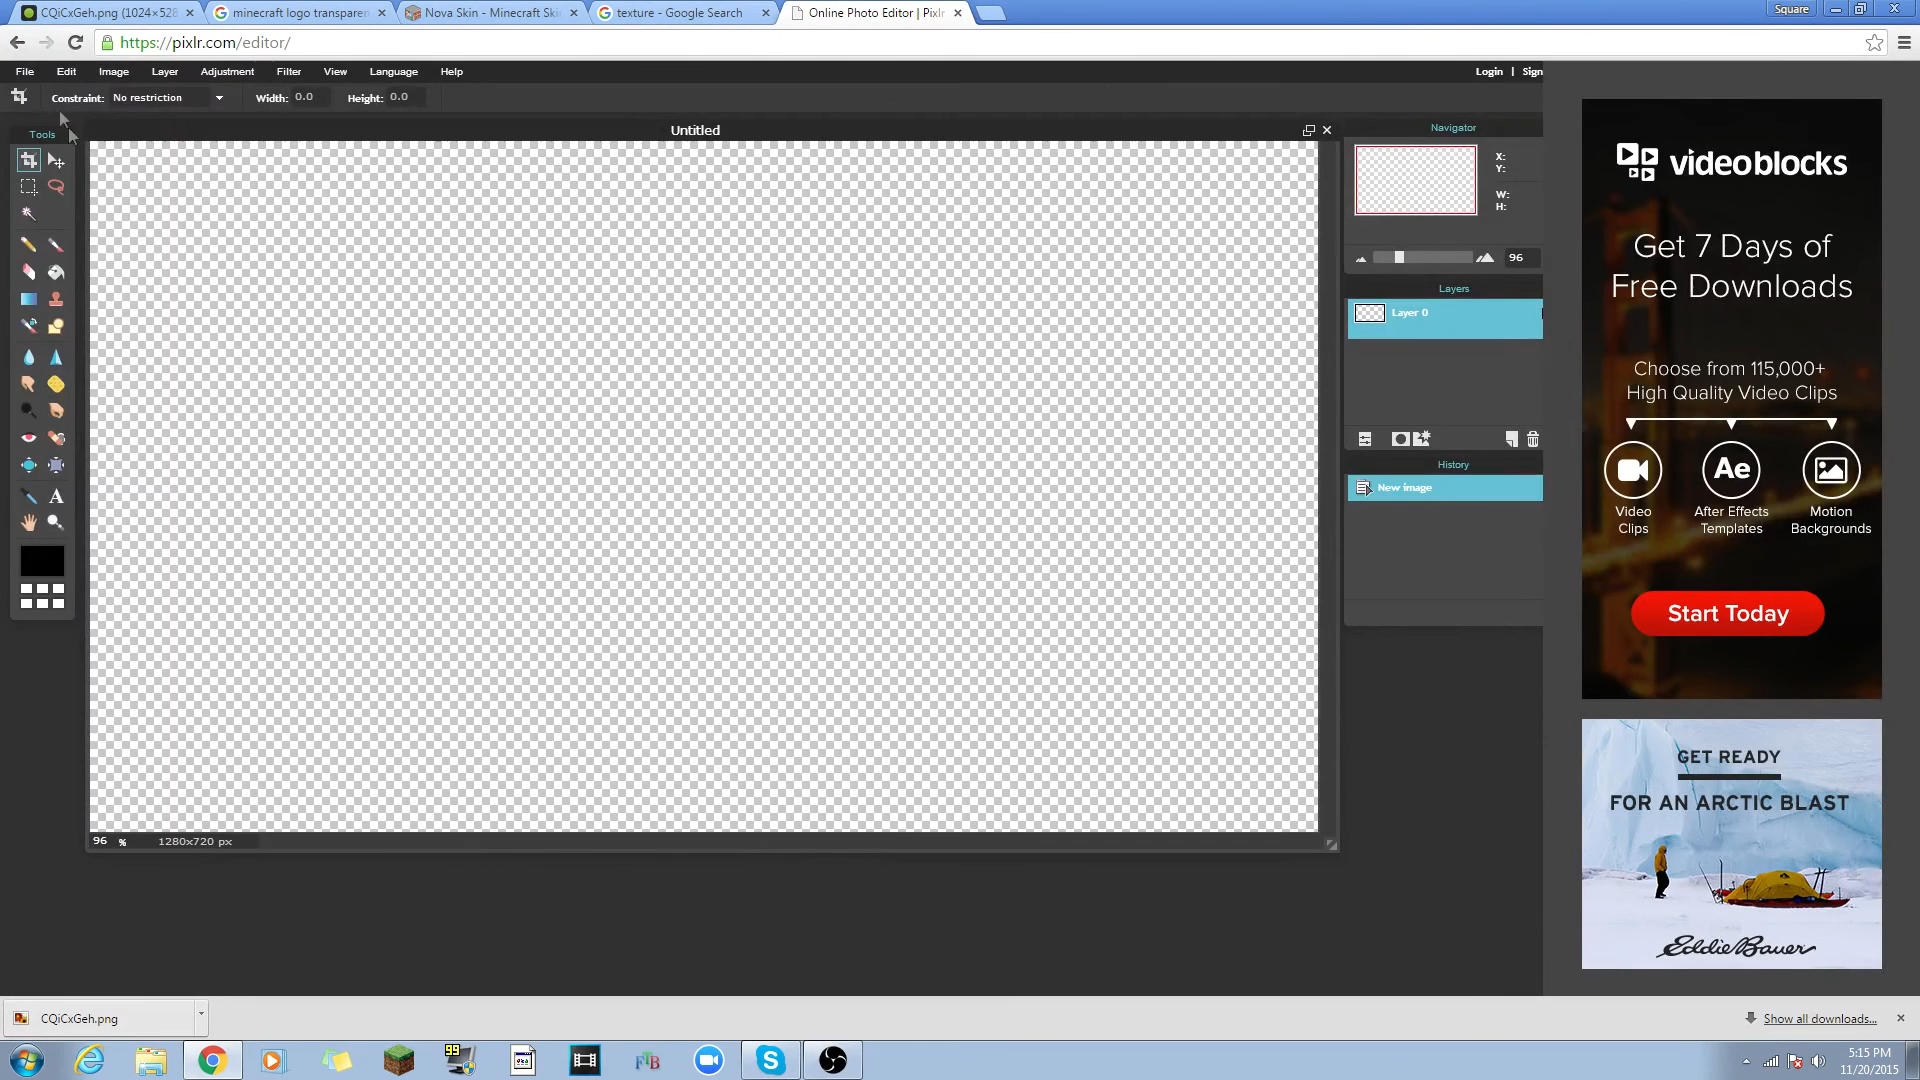 CQiCxGeh.png (1024×528
minecraft logo transparen
Nova Skin - Minecraft Ski
texture - Google Search
Online Photo Editor | Pixlr
Square
https://pixlr.com/editor/
File Edit Image Layer Adjustment Filter View Language Help
Login | Sign
Constraint: No restriction Width: 0.0 Height: 0.0
Tools
Untitled
Navigator
X:
Y:
W:
H:
96
Layers
Layer 0
History
New image
A
96 % 1280x720 px
videoblocks
Get 7 Days of
Free Downloads
Choose from 115,000+
High Quality Video Clips
Ae
Video
Clips
After Effects
Templates
Motion
Backgrounds
Start Today
GET READY
FOR AN ARCTIC BLAST
Eddie Bauer
CQiCxGeh.png
Show all downloads...
99
FTB
5:15 PM
11/20/2015